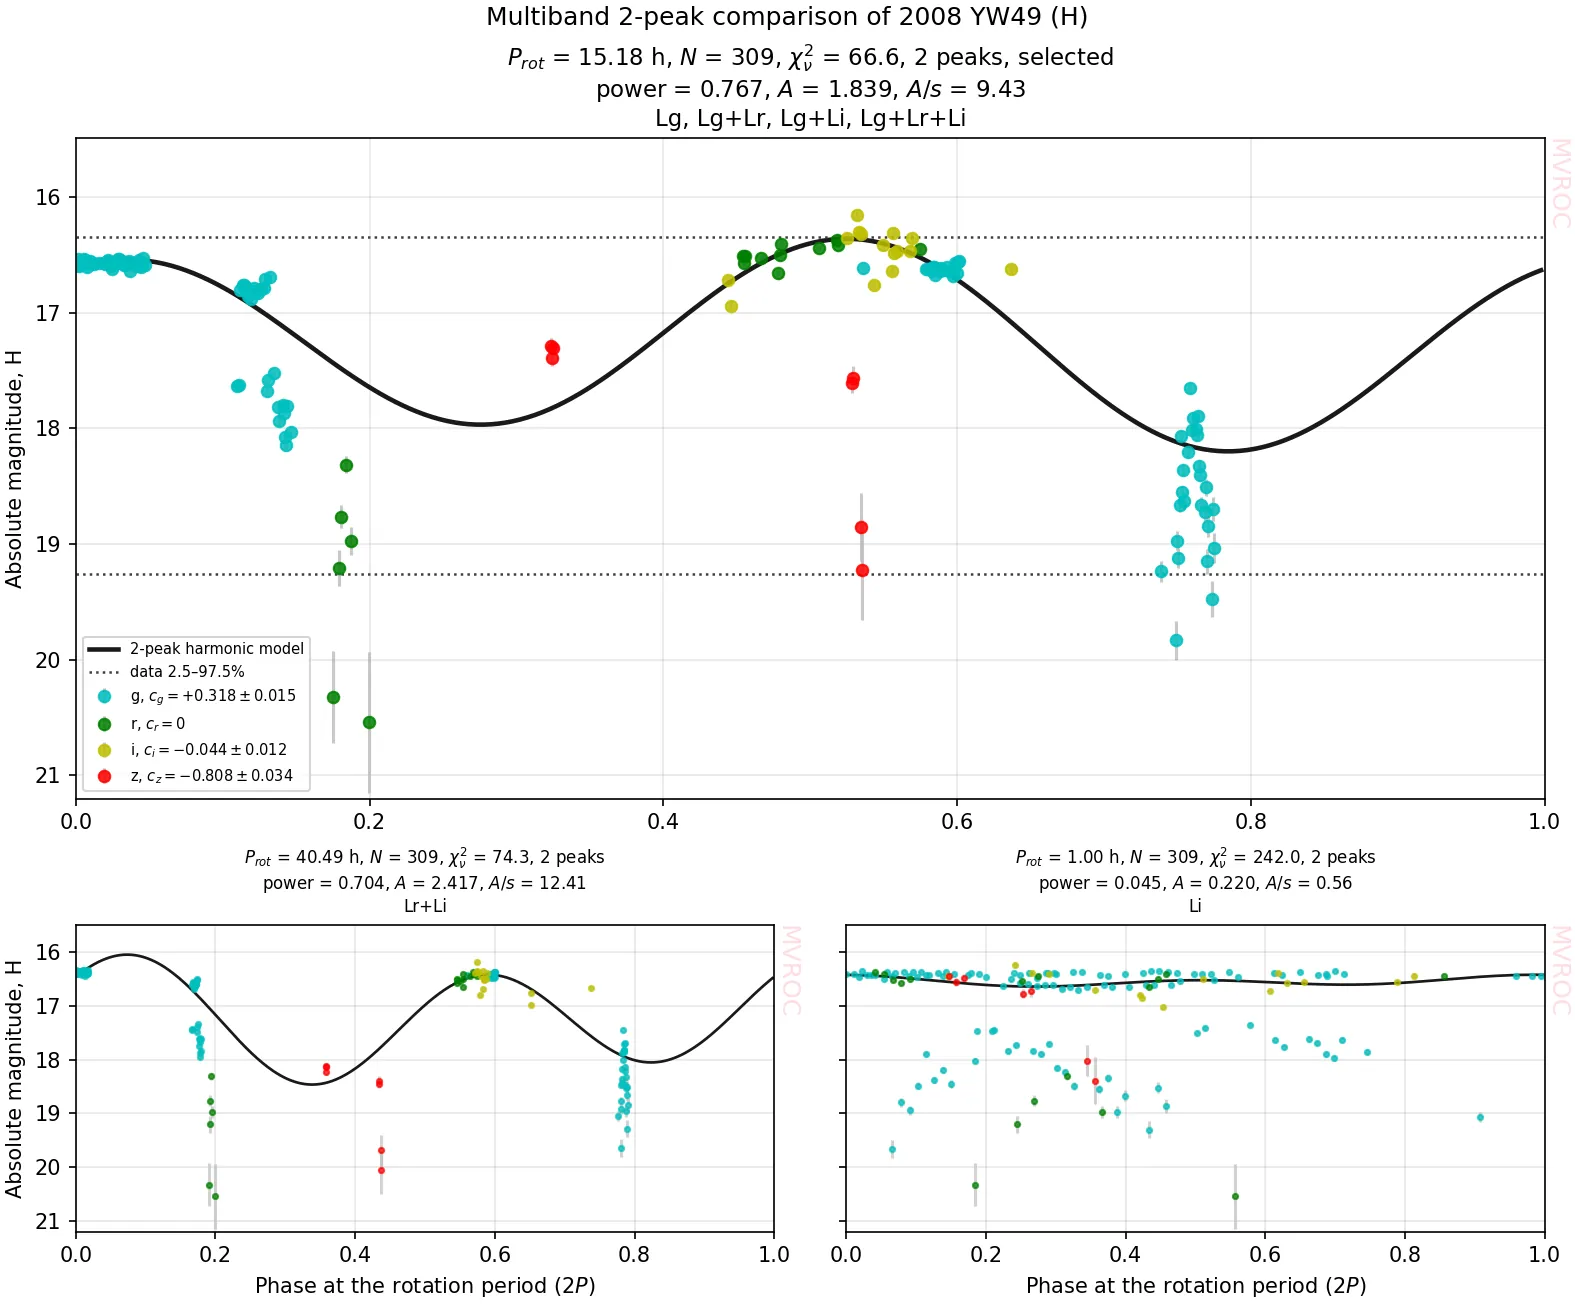 Multiband 2-peak comparison of 2008 YW49 (H)
P_rot = 15.18 h, N = 309, χ²_ν = 66.6, 2 peaks, selected
power = 0.767, A = 1.839, A/s = 9.43
Lg, Lg+Lr, Lg+Li, Lg+Lr+Li
MVROC
Absolute magnitude, H
16
17
18
19
20
21
2-peak harmonic model
data 2.5–97.5%
g, c_g = +0.318 ± 0.015
r, c_r = 0
i, c_i = −0.044 ± 0.012
z, c_z = −0.808 ± 0.034
0.0 0.2 0.4 0.6 0.8 1.0
P_rot = 40.49 h, N = 309, χ²_ν = 74.3, 2 peaks
power = 0.704, A = 2.417, A/s = 12.41
Lr+Li
MVROC
Absolute magnitude, H
16
17
18
19
20
21
0.0 0.2 0.4 0.6 0.8 1.0
Phase at the rotation period (2P)
P_rot = 1.00 h, N = 309, χ²_ν = 242.0, 2 peaks
power = 0.045, A = 0.220, A/s = 0.56
Li
MVROC
0.0 0.2 0.4 0.6 0.8 1.0
Phase at the rotation period (2P)